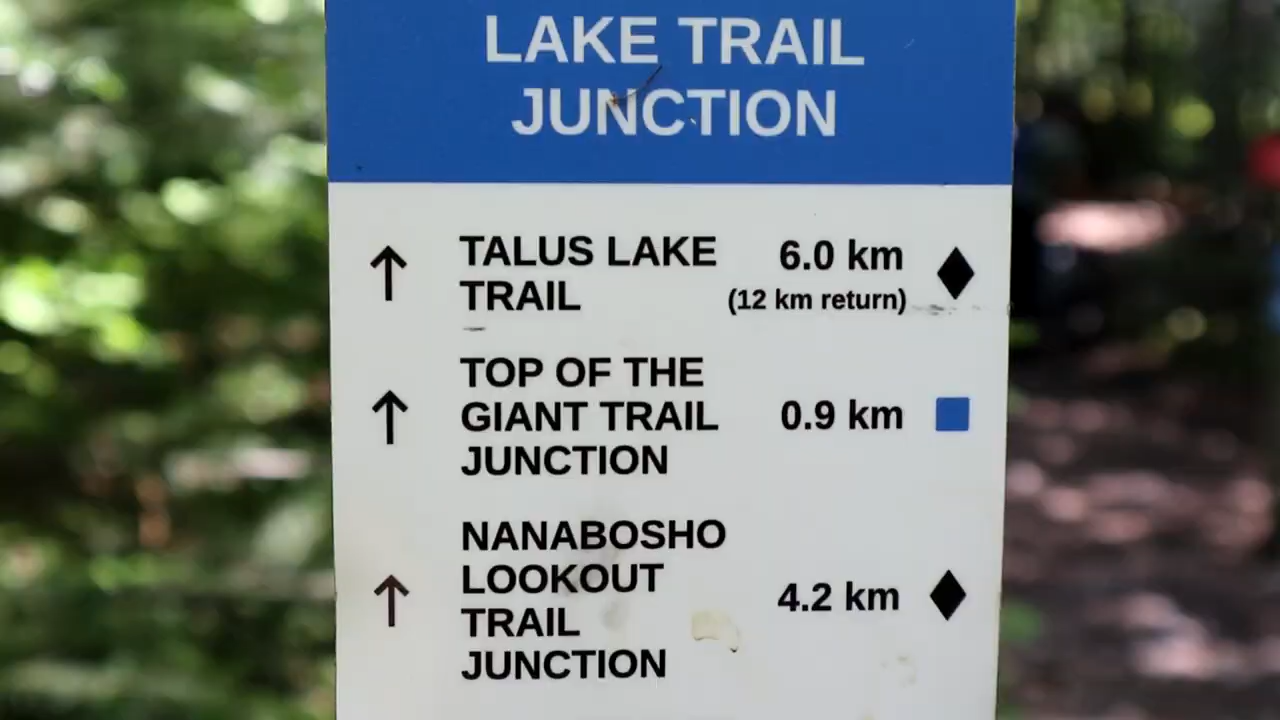 LAKE TRAIL
JUNCTION
TALUS LAKE 6.0 km
TRAIL (12 km return)
TOP OF THE
GIANT TRAIL 0.9 km
JUNCTION
NANABOSHO
LOOKOUT
TRAIL 4.2 km
JUNCTION